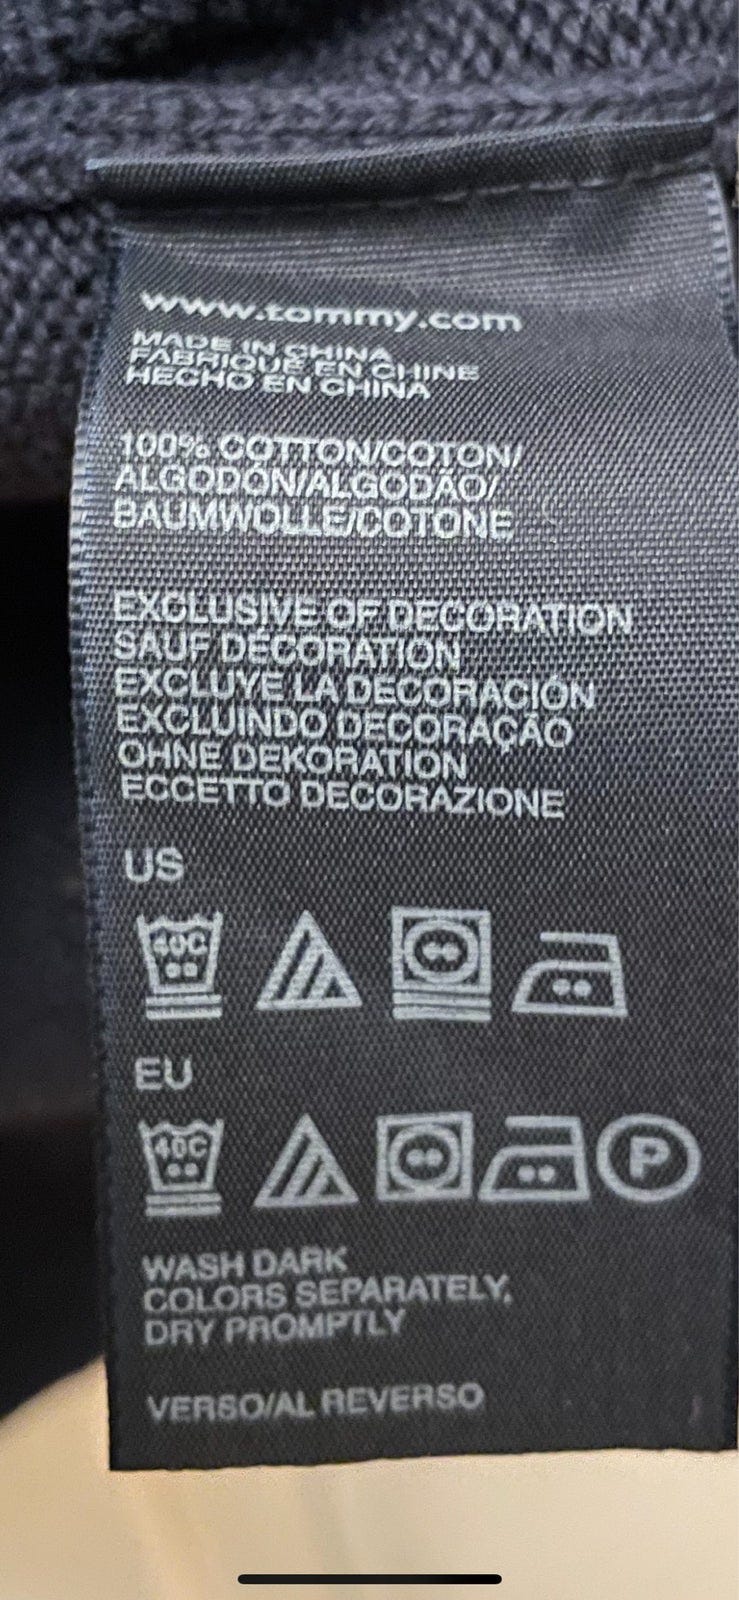 www.tommy.com
MADE IN CHINA
FABRIQUÉ EN CHINE
HECHO EN CHINA
100% COTTON/COTON/
ALGODÓN/ALGODÃO/
BAUMWOLLE/COTONE
EXCLUSIVE OF DECORATION
SAUF DÉCORATION
EXCLUYE LA DECORACIÓN
EXCLUINDO DECORAÇÃO
OHNE DEKORATION
ECCETTO DECORAZIONE
US
40C
EU
40C P
WASH DARK
COLORS SEPARATELY,
DRY PROMPTLY
VERSO/AL REVERSO